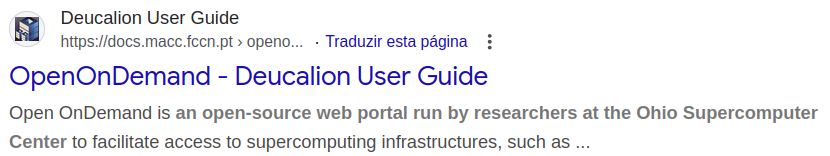 Deucalion User Guide
https://docs.macc.fccn.pt › openo... · Traduzir esta página
OpenOnDemand - Deucalion User Guide
Open OnDemand is an open-source web portal run by researchers at the Ohio Supercomputer
Center to facilitate access to supercomputing infrastructures, such as ...